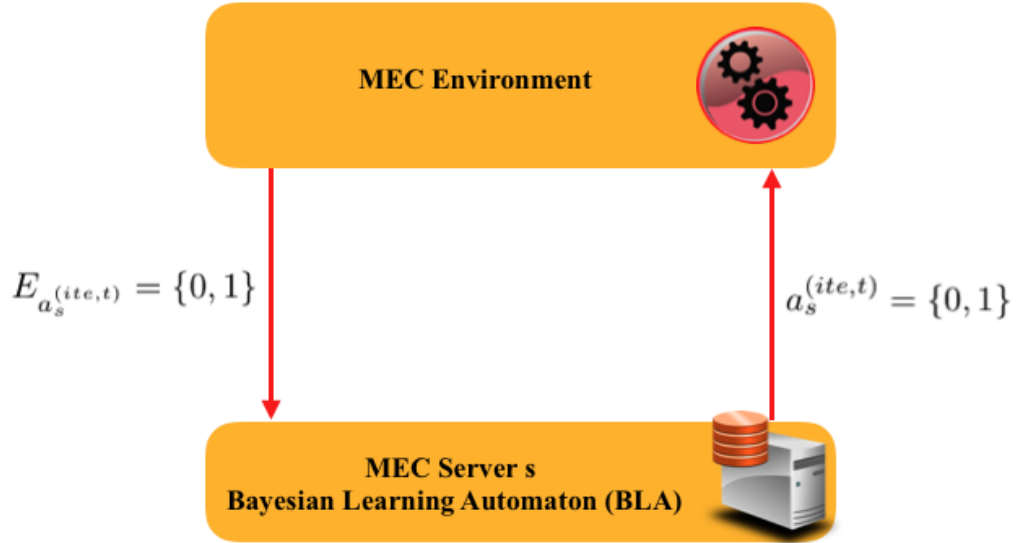 MEC Environment
$E_{a_s^{(ite,t)}} = \{0, 1\}$
$a_s^{(ite,t)} = \{0, 1\}$
MEC Server s
Bayesian Learning Automaton (BLA)